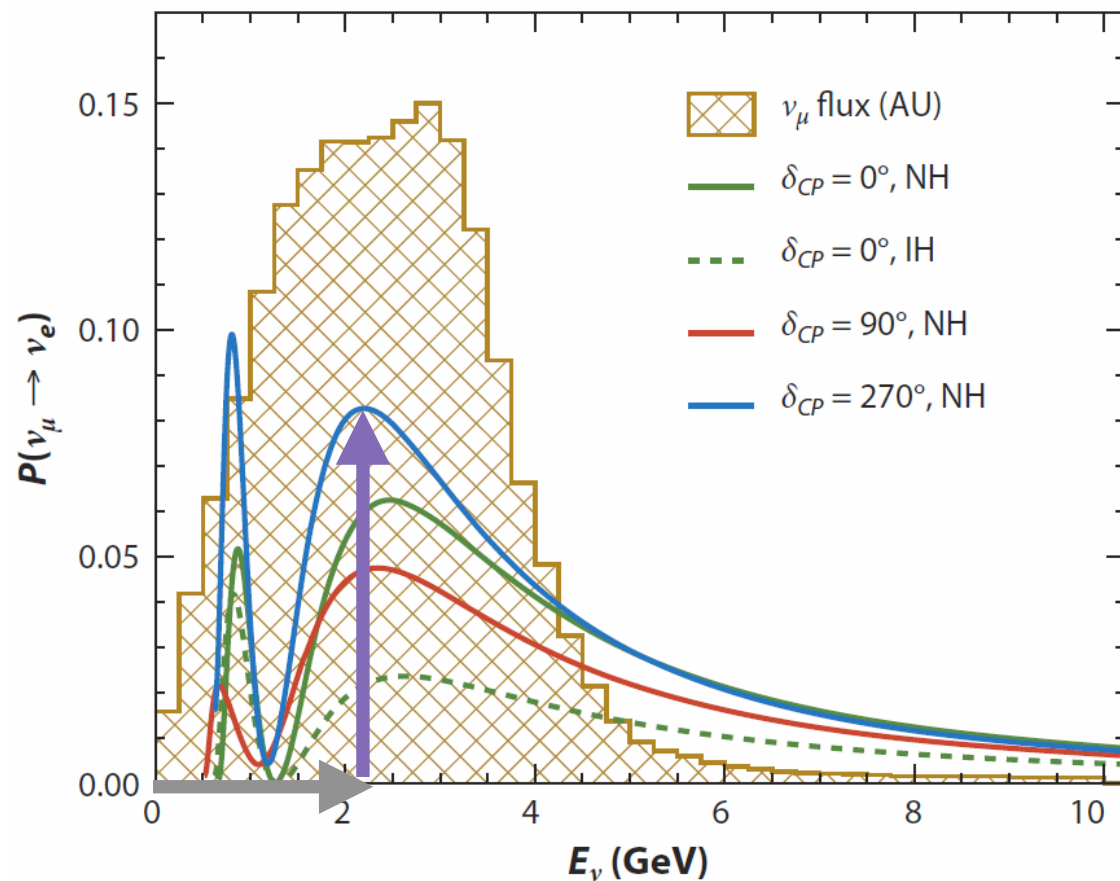 0.15
0.10
0.05
0.00
P(νμ → νe)
νμ flux (AU)
δCP = 0°, NH
δCP = 0°, IH
δCP = 90°, NH
δCP = 270°, NH
0 2 4 6 8 10
Eν (GeV)